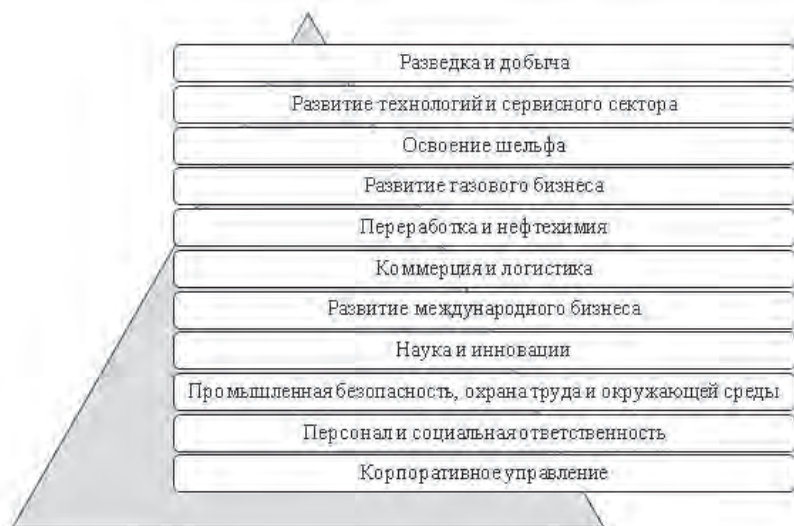 Разведка и добыча
Развитие технологий и сервисного сектора
Освоение шельфа
Развитие газового бизнеса
Переработка и нефтехимия
Коммерция и логистика
Развитие международного бизнеса
Наука и инновации
Промышленная безопасность, охрана труда и окружающей среды
Персонал и социальная ответственность
Корпоративное управление